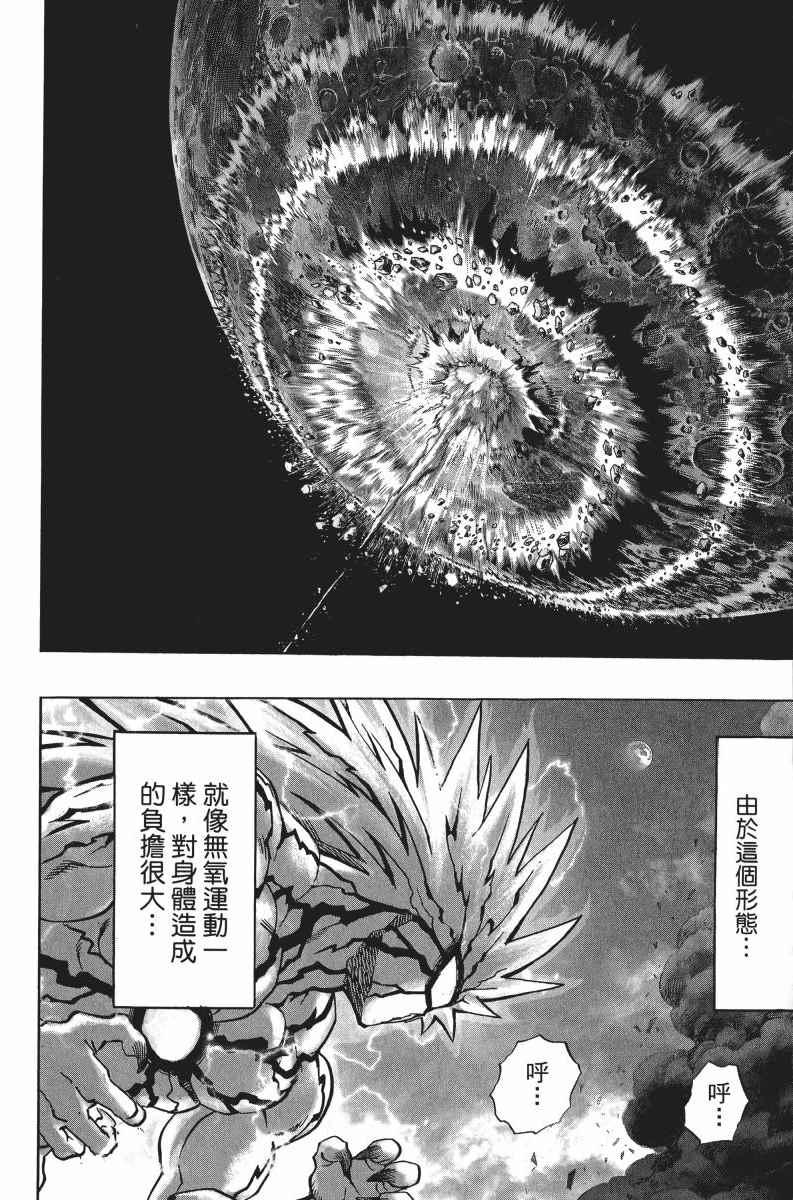 由於這個形態…
就像無氧運動一
樣，對身體造成
的負擔很大…
呼…
呼…